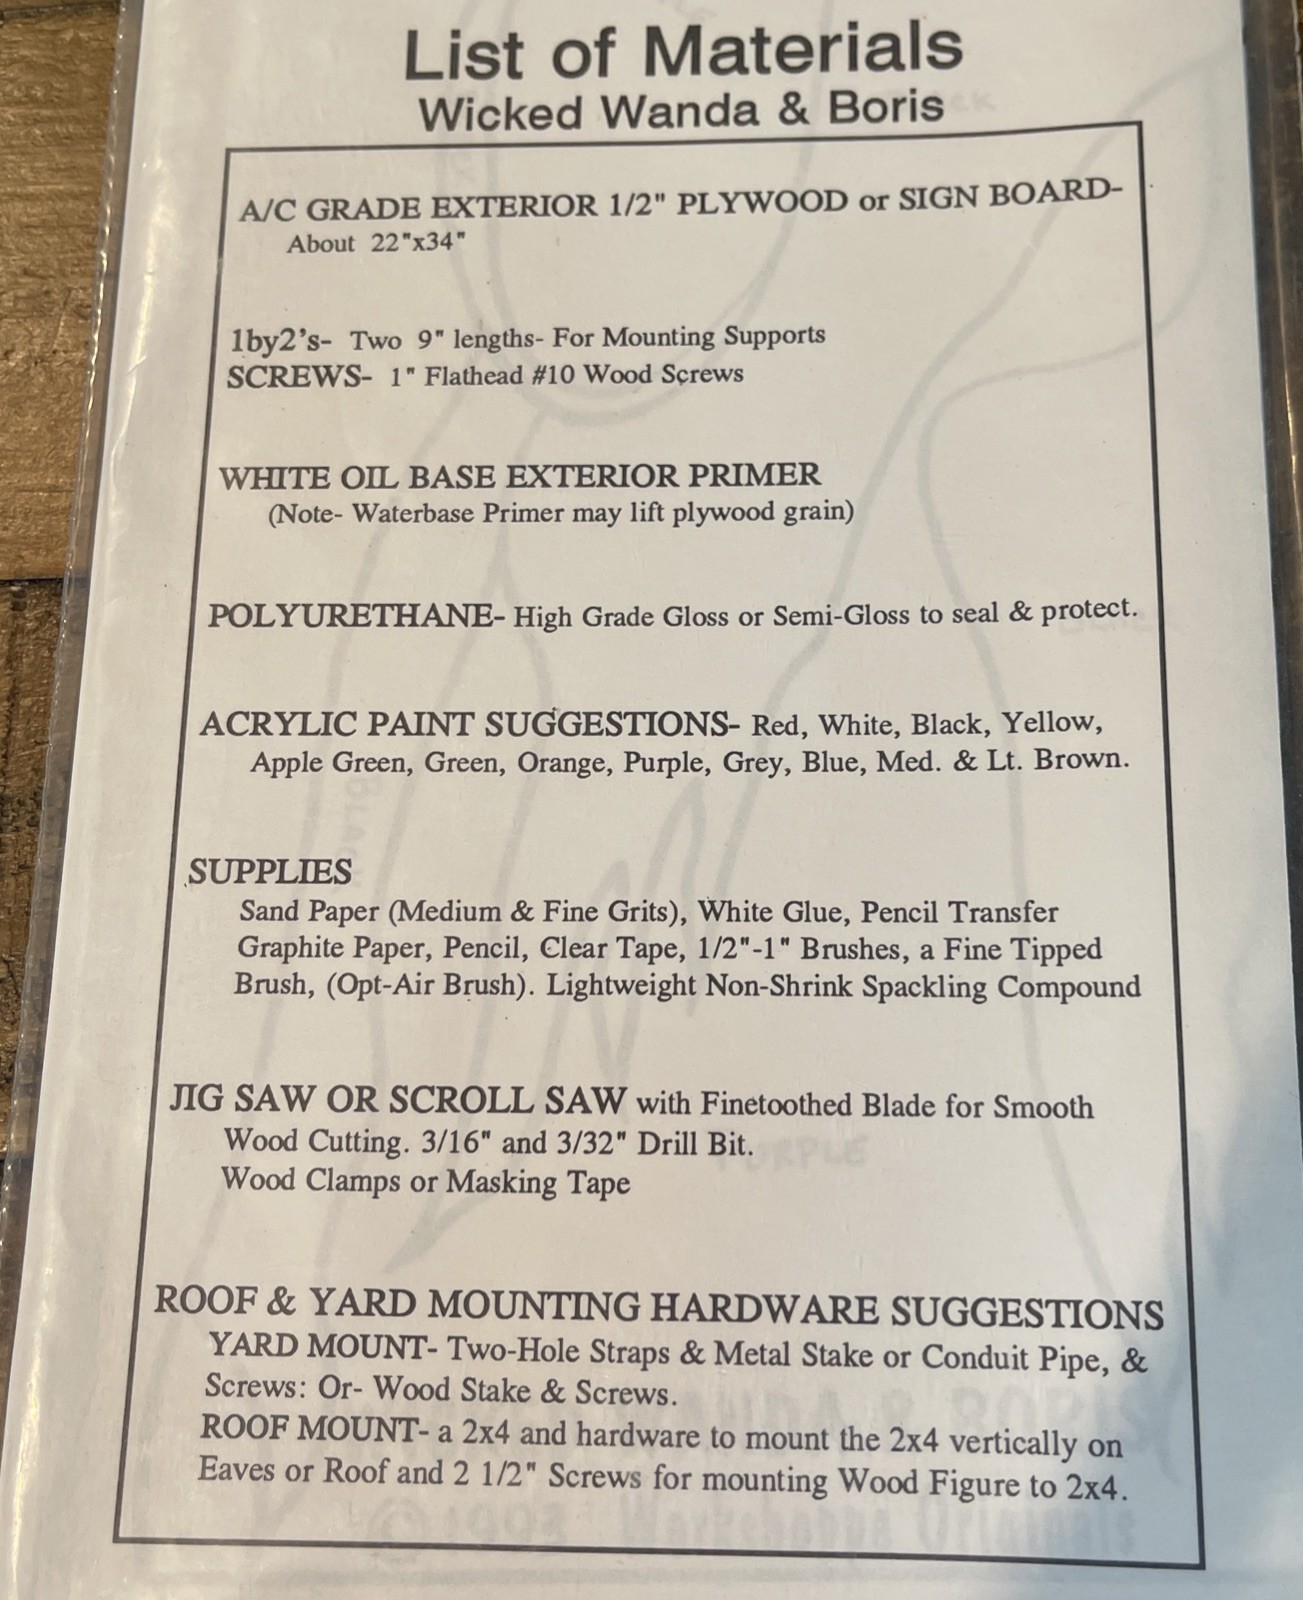 List of Materials
Wicked Wanda & Boris
A/C GRADE EXTERIOR 1/2" PLYWOOD or SIGN BOARD-
About 22"x34"
1by2's- Two 9" lengths- For Mounting Supports
SCREWS- 1" Flathead #10 Wood Screws
WHITE OIL BASE EXTERIOR PRIMER
(Note- Waterbase Primer may lift plywood grain)
POLYURETHANE- High Grade Gloss or Semi-Gloss to seal & protect.
ACRYLIC PAINT SUGGESTIONS- Red, White, Black, Yellow,
Apple Green, Green, Orange, Purple, Grey, Blue, Med. & Lt. Brown.
SUPPLIES
Sand Paper (Medium & Fine Grits), White Glue, Pencil Transfer
Graphite Paper, Pencil, Clear Tape, 1/2"-1" Brushes, a Fine Tipped
Brush, (Opt-Air Brush). Lightweight Non-Shrink Spackling Compound
JIG SAW OR SCROLL SAW with Finetoothed Blade for Smooth
Wood Cutting. 3/16" and 3/32" Drill Bit.
PURPLE
Wood Clamps or Masking Tape
ROOF & YARD MOUNTING HARDWARE SUGGESTIONS
YARD MOUNT- Two-Hole Straps & Metal Stake or Conduit Pipe, &
Screws: Or- Wood Stake & Screws.
ROOF MOUNT- a 2x4 and hardware to mount the 2x4 vertically on
Eaves or Roof and 2 1/2" Screws for mounting Wood Figure to 2x4.